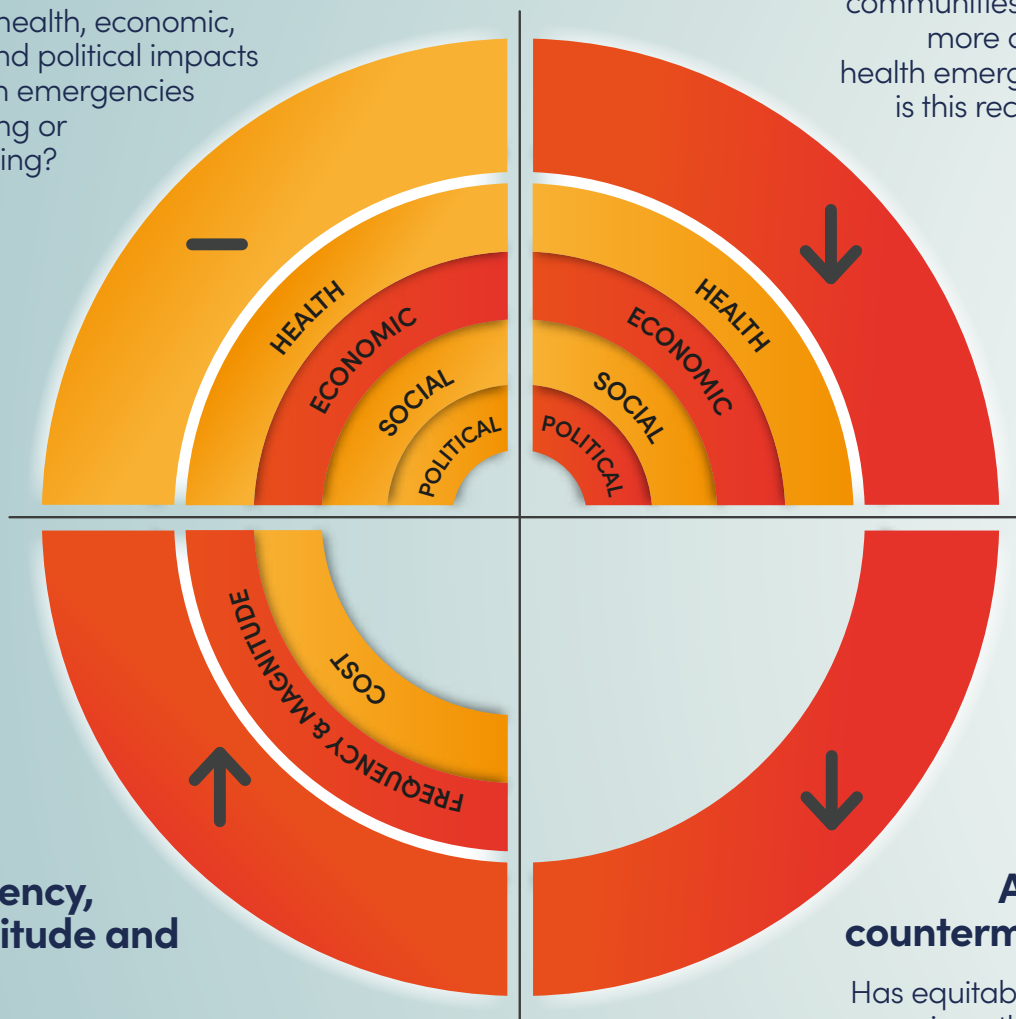 health, economic,
nd political impacts
n emergencies
ng or
ing?
communities
more
health emerg
is this rec
HEALTH
ECONOMIC
SOCIAL
POLITICAL
HEALTH
ECONOMIC
SOCIAL
POLITICAL
COST
FREQUENCY & MAGNITUDE
ency,
itude and
A
counterm
Has equitab